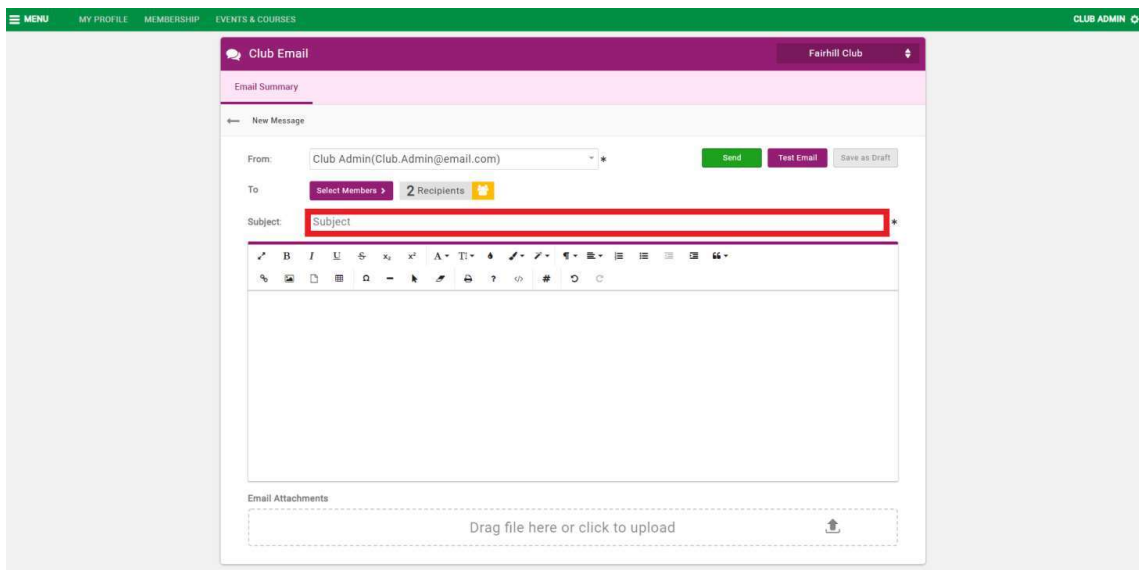 MENU MY PROFILE MEMBERSHIP EVENTS & COURSES CLUB ADMIN
Club Email Fairhill Club
Email Summary
New Message
From: Club Admin(Club.Admin@email.com) * Send Test Email Save as Draft
To Select Members > 2 Recipients
Subject: Subject *
B I U S x₂ x² A T ¶ “
Ω — ? </> #
Email Attachments
Drag file here or click to upload